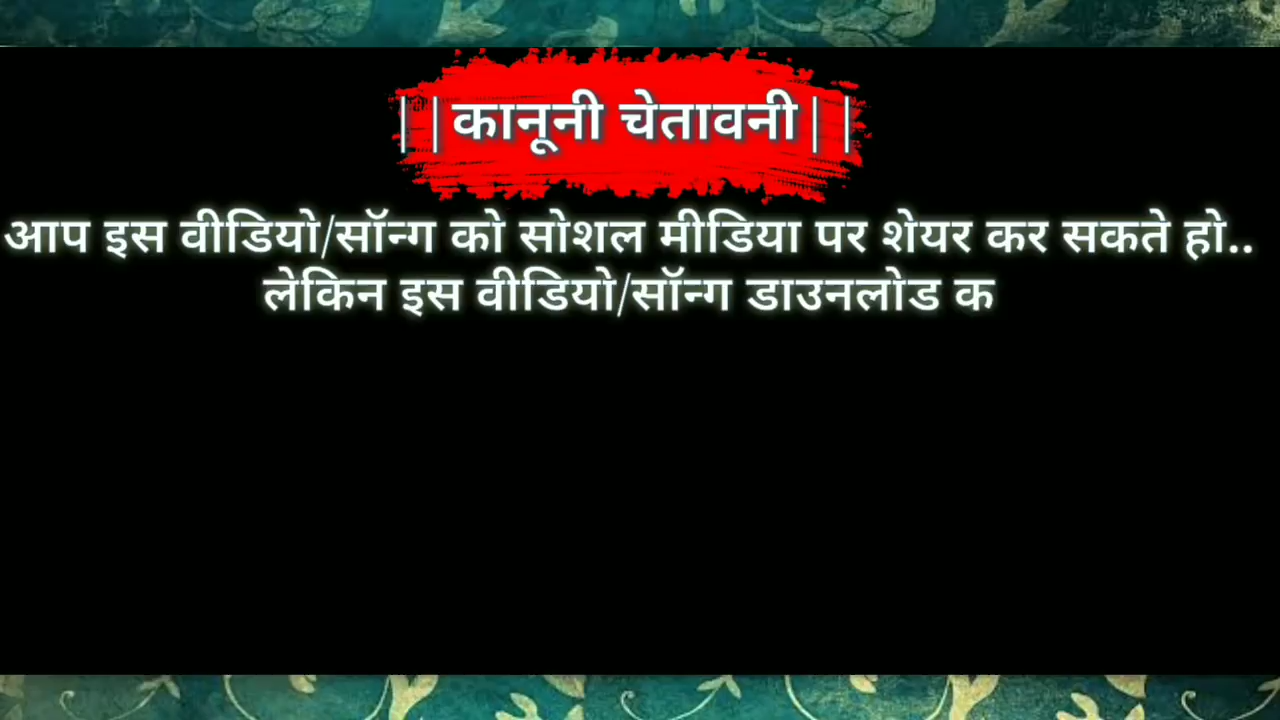 ||कानूनी चेतावनी||
आप इस वीडियो/सॉन्ग को सोशल मीडिया पर शेयर कर सकते हो..
लेकिन इस वीडियो/सॉन्ग डाउनलोड क